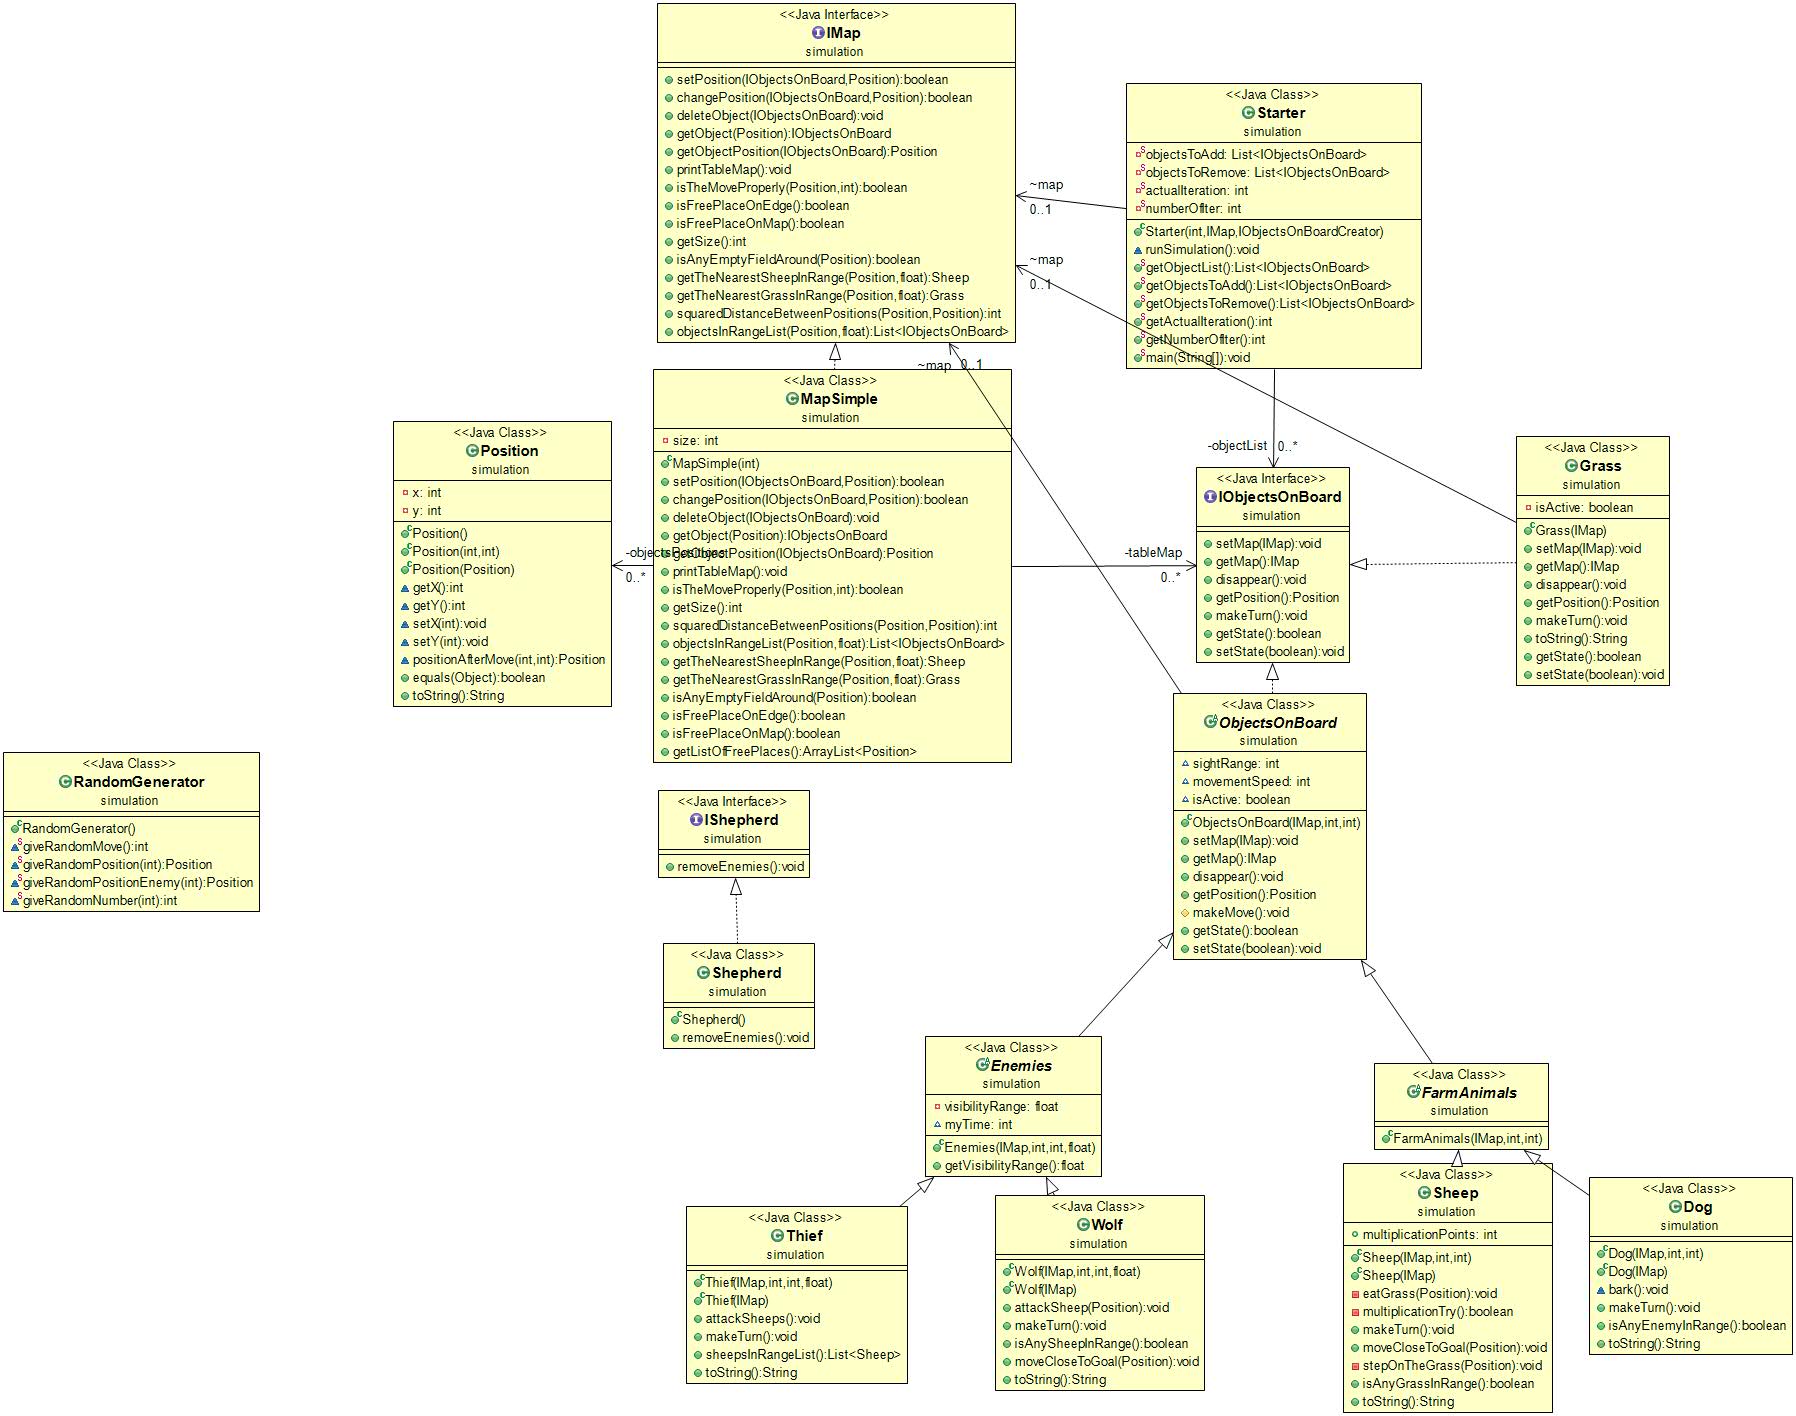 <<Java Interface>>
IMap
simulation
setPosition(IObjectsOnBoard,Position):boolean
changePosition(IObjectsOnBoard,Position):boolean
deleteObject(IObjectsOnBoard):void
getObject(Position):IObjectsOnBoard
getObjectPosition(IObjectsOnBoard):Position
printTableMap():void
isTheMoveProperly(Position,int):boolean
isFreePlaceOnEdge():boolean
isFreePlaceOnMap():boolean
getSize():int
isAnyEmptyFieldAround(Position):boolean
getTheNearestSheepInRange(Position,float):Sheep
getTheNearestGrassInRange(Position,float):Grass
squaredDistanceBetweenPositions(Position,Position):int
objectsInRangeList(Position,float):List<IObjectsOnBoard>
<<Java Class>>
Starter
simulation
objectsToAdd: List<IObjectsOnBoard>
objectsToRemove: List<IObjectsOnBoard>
actualIteration: int
numberOfIter: int
Starter(int,IMap,IObjectsOnBoardCreator)
runSimulation():void
getObjectList():List<IObjectsOnBoard>
getObjectsToAdd():List<IObjectsOnBoard>
getObjectsToRemove():List<IObjectsOnBoard>
getActualIteration():int
getNumberOfIter():int
main(String[]):void
~map
0..1
~map
0..1
~map 0..1
<<Java Class>>
MapSimple
simulation
size: int
MapSimple(int)
setPosition(IObjectsOnBoard,Position):boolean
changePosition(IObjectsOnBoard,Position):boolean
deleteObject(IObjectsOnBoard):void
getObject(Position):IObjectsOnBoard
getObjectPosition(IObjectsOnBoard):Position
printTableMap():void
isTheMoveProperly(Position,int):boolean
getSize():int
squaredDistanceBetweenPositions(Position,Position):int
objectsInRangeList(Position,float):List<IObjectsOnBoard>
getTheNearestSheepInRange(Position,float):Sheep
getTheNearestGrassInRange(Position,float):Grass
isAnyEmptyFieldAround(Position):boolean
isFreePlaceOnEdge():boolean
isFreePlaceOnMap():boolean
getListOfFreePlaces():ArrayList<Position>
<<Java Class>>
Position
simulation
x: int
y: int
Position()
Position(int,int)
Position(Position)
getX():int
getY():int
setX(int):void
setY(int):void
positionAfterMove(int,int):Position
equals(Object):boolean
toString():String
-objectsPositions
0..*
-tableMap
0..*
-objectList 0..*
<<Java Interface>>
IObjectsOnBoard
simulation
setMap(IMap):void
getMap():IMap
disappear():void
getPosition():Position
makeTurn():void
getState():boolean
setState(boolean):void
<<Java Class>>
Grass
simulation
isActive: boolean
Grass(IMap)
setMap(IMap):void
getMap():IMap
disappear():void
getPosition():Position
makeTurn():void
toString():String
getState():boolean
setState(boolean):void
<<Java Class>>
ObjectsOnBoard
simulation
sightRange: int
movementSpeed: int
isActive: boolean
ObjectsOnBoard(IMap,int,int)
setMap(IMap):void
getMap():IMap
disappear():void
getPosition():Position
makeMove():void
getState():boolean
setState(boolean):void
<<Java Class>>
RandomGenerator
simulation
RandomGenerator()
giveRandomMove():int
giveRandomPosition(int):Position
giveRandomPositionEnemy(int):Position
giveRandomNumber(int):int
<<Java Interface>>
IShepherd
simulation
removeEnemies():void
<<Java Class>>
Shepherd
simulation
Shepherd()
removeEnemies():void
<<Java Class>>
Enemies
simulation
visibilityRange: float
myTime: int
Enemies(IMap,int,int,float)
getVisibilityRange():float
<<Java Class>>
FarmAnimals
simulation
FarmAnimals(IMap,int,int)
<<Java Class>>
Thief
simulation
Thief(IMap,int,int,float)
Thief(IMap)
attackSheeps():void
makeTurn():void
sheepsInRangeList():List<Sheep>
toString():String
<<Java Class>>
Wolf
simulation
Wolf(IMap,int,int,float)
Wolf(IMap)
attackSheep(Position):void
makeTurn():void
isAnySheepInRange():boolean
moveCloseToGoal(Position):void
toString():String
<<Java Class>>
Sheep
simulation
multiplicationPoints: int
Sheep(IMap,int,int)
Sheep(IMap)
eatGrass(Position):void
multiplicationTry():boolean
makeTurn():void
moveCloseToGoal(Position):void
stepOnTheGrass(Position):void
isAnyGrassInRange():boolean
toString():String
<<Java Class>>
Dog
simulation
Dog(IMap,int,int)
Dog(IMap)
bark():void
makeTurn():void
isAnyEnemyInRange():boolean
toString():String